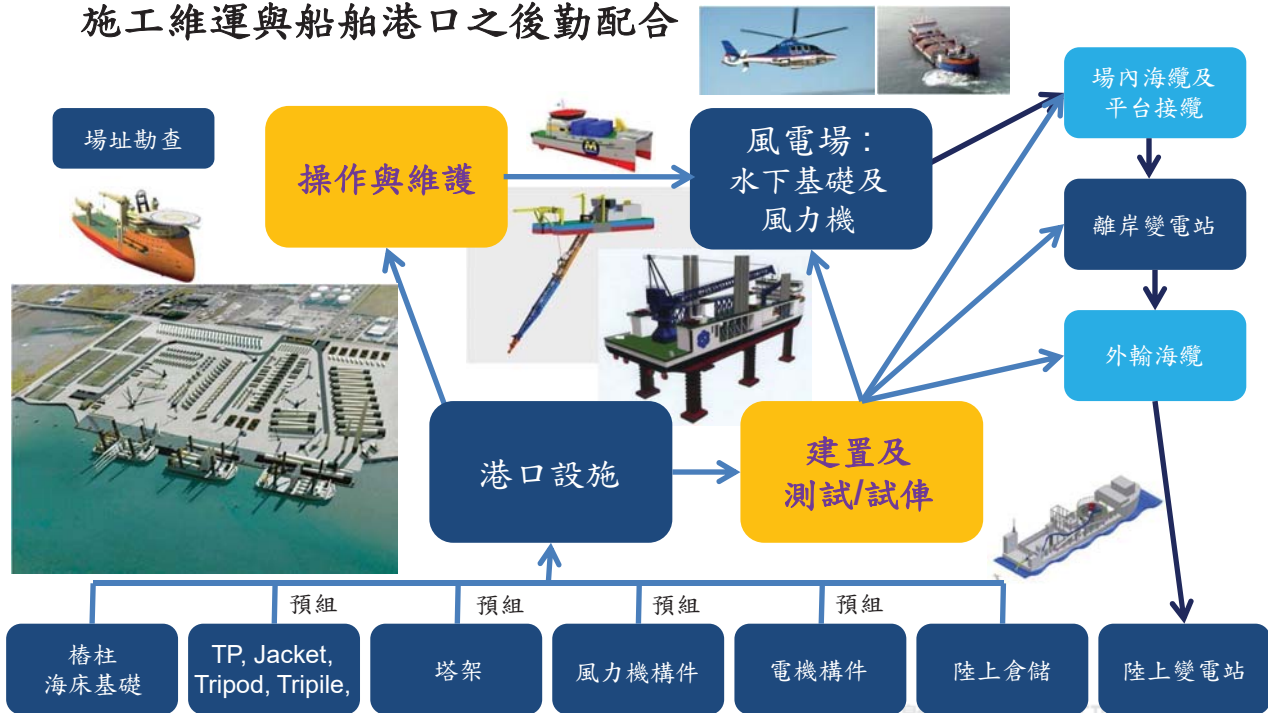 施工維運與船舶港口之後勤配合
場址勘查
操作與維護
風電場:
水下基礎及
風力機
場內海纜及
平台接纜
離岸變電站
外輸海纜
港口設施
建置及
測試/試俥
預組
預組
預組
預組
樁柱
海床基礎
TP, Jacket,
Tripod, Tripile,
塔架
風力機構件
電機構件
陸上倉儲
陸上變電站